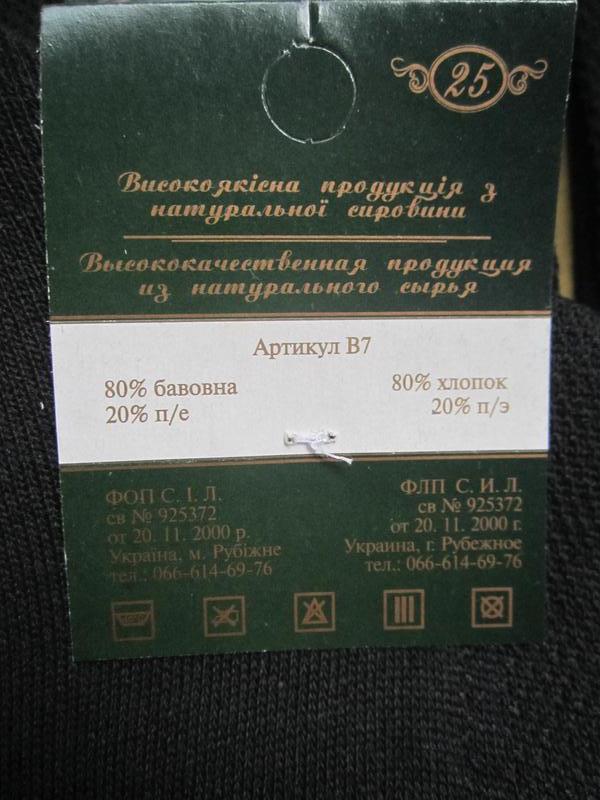 25
Високоякісна продукція з
натуральної сировини
Высококачественная продукция
из натурального сырья
Артикул В7
80% бавовна
20% п/е
80% хлопок
20% п/э
ФОП С. І. Л.
св № 925372
от 20. 11. 2000 р.
Україна, м. Рубіжне
тел.: 066-614-69-76
ФЛП С. И. Л.
св № 925372
от 20. 11. 2000 г.
Украина, г. Рубежное
тел.: 066-614-69-76